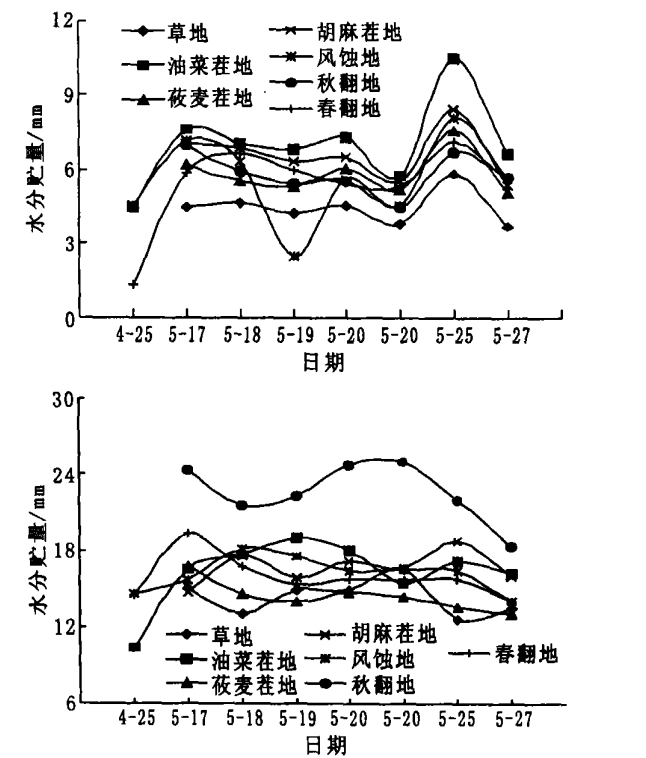 12
9
6
3
0
水分贮量/mm
草地
油菜茬地
莜麦茬地
胡麻茬地
风蚀地
秋翻地
春翻地
4-25 5-17 5~18 5-19 5-20 5-20 5-25 5-27
日期
30
24
18
12
6
水分贮量/mm
草地
油菜茬地
莜麦茬地
胡麻茬地
风蚀地
秋翻地
春翻地
4-25 5-17 5-18 5-19 5-20 5-20 5-25 5-27
日期